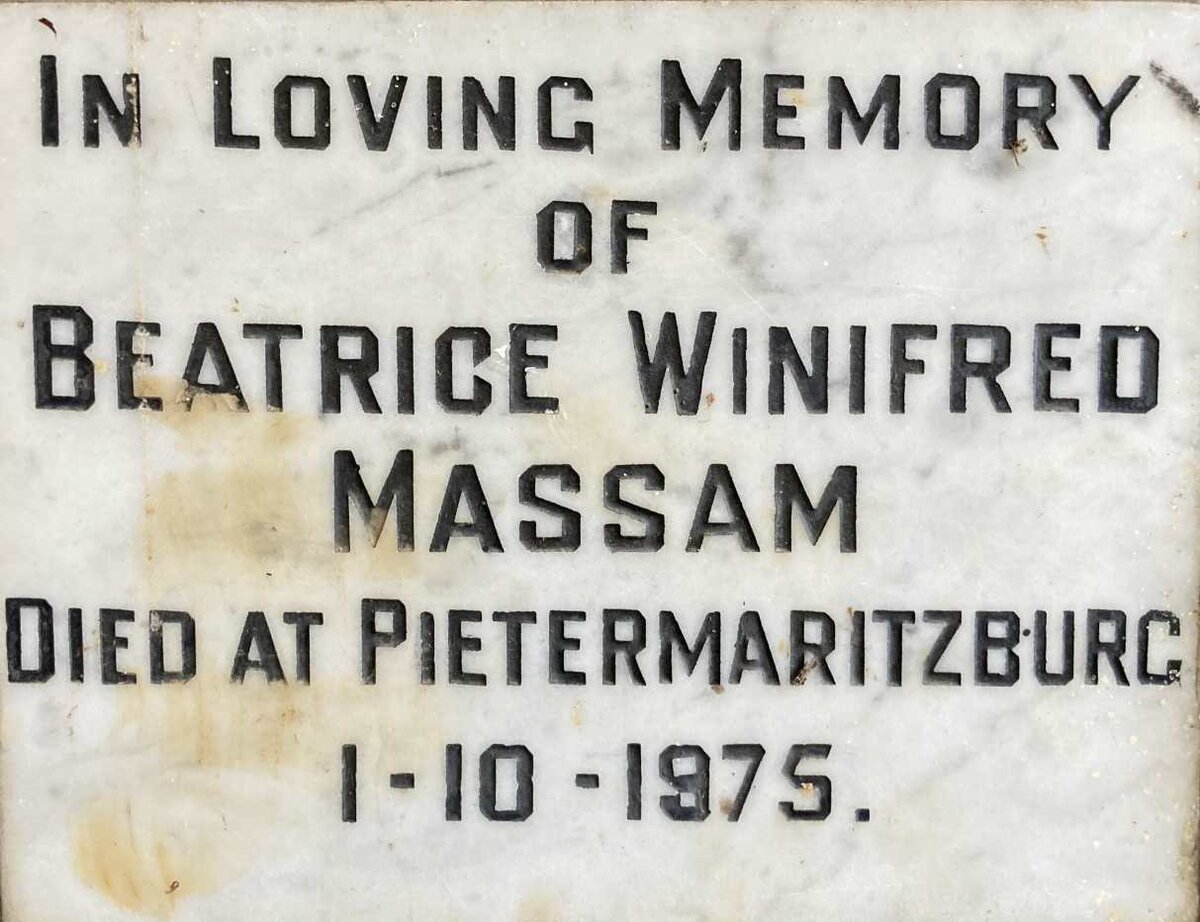 IN LOVING MEMORY
OF
BEATRICE WINIFRED
MASSAM
DIED AT PIETERMARITZBURG
1-10-1975.